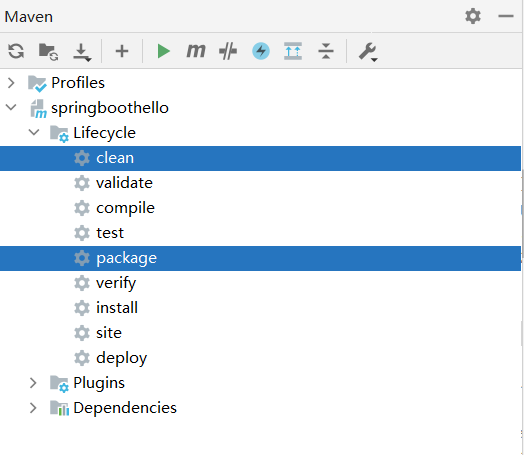 Maven
m
Profiles
springboothello
Lifecycle
clean
validate
compile
test
package
verify
install
site
deploy
Plugins
Dependencies